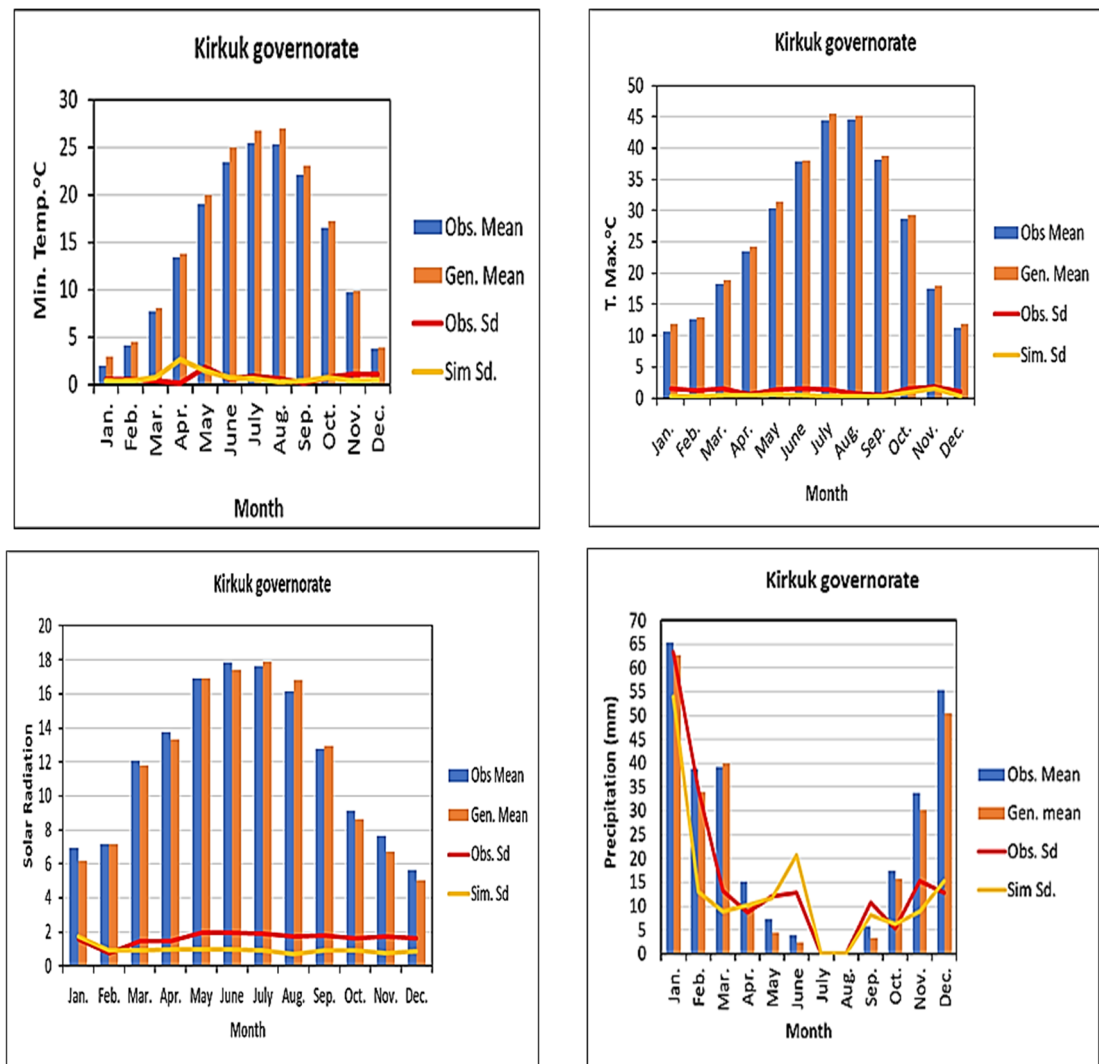 Kirkuk governorate
30
25
20
15
10
5
0
Min. Temp.°C
Jan.
Feb.
Mar.
Apr.
May
June
July
Aug.
Sep.
Oct.
Nov.
Dec.
Month
Obs. Mean
Gen. Mean
Obs. Sd
Sim Sd.
Kirkuk governorate
50
45
40
35
30
25
20
15
10
5
0
T. Max.°C
Jan.
Feb.
Mar.
Apr.
May
June
July
Aug.
Sep.
Oct.
Nov.
Dec.
Month
Obs Mean
Gen. Mean
Obs. Sd
Sim. Sd
Kirkuk governorate
20
18
16
14
12
10
8
6
4
2
0
Solar Radiation
Jan. Feb. Mar. Apr. May June July Aug. Sep. Oct. Nov. Dec.
Month
Obs Mean
Gen. Mean
Obs. Sd
Sim. Sd
Kirkuk governorate
70
65
60
55
50
45
40
35
30
25
20
15
10
5
0
Precipitation (mm)
Jan.
Feb.
Mar.
Apr.
May
June
July
Aug.
Sep.
Oct.
Nov.
Dec.
Month
Obs. Mean
Gen. mean
Obs. Sd
Sim Sd.